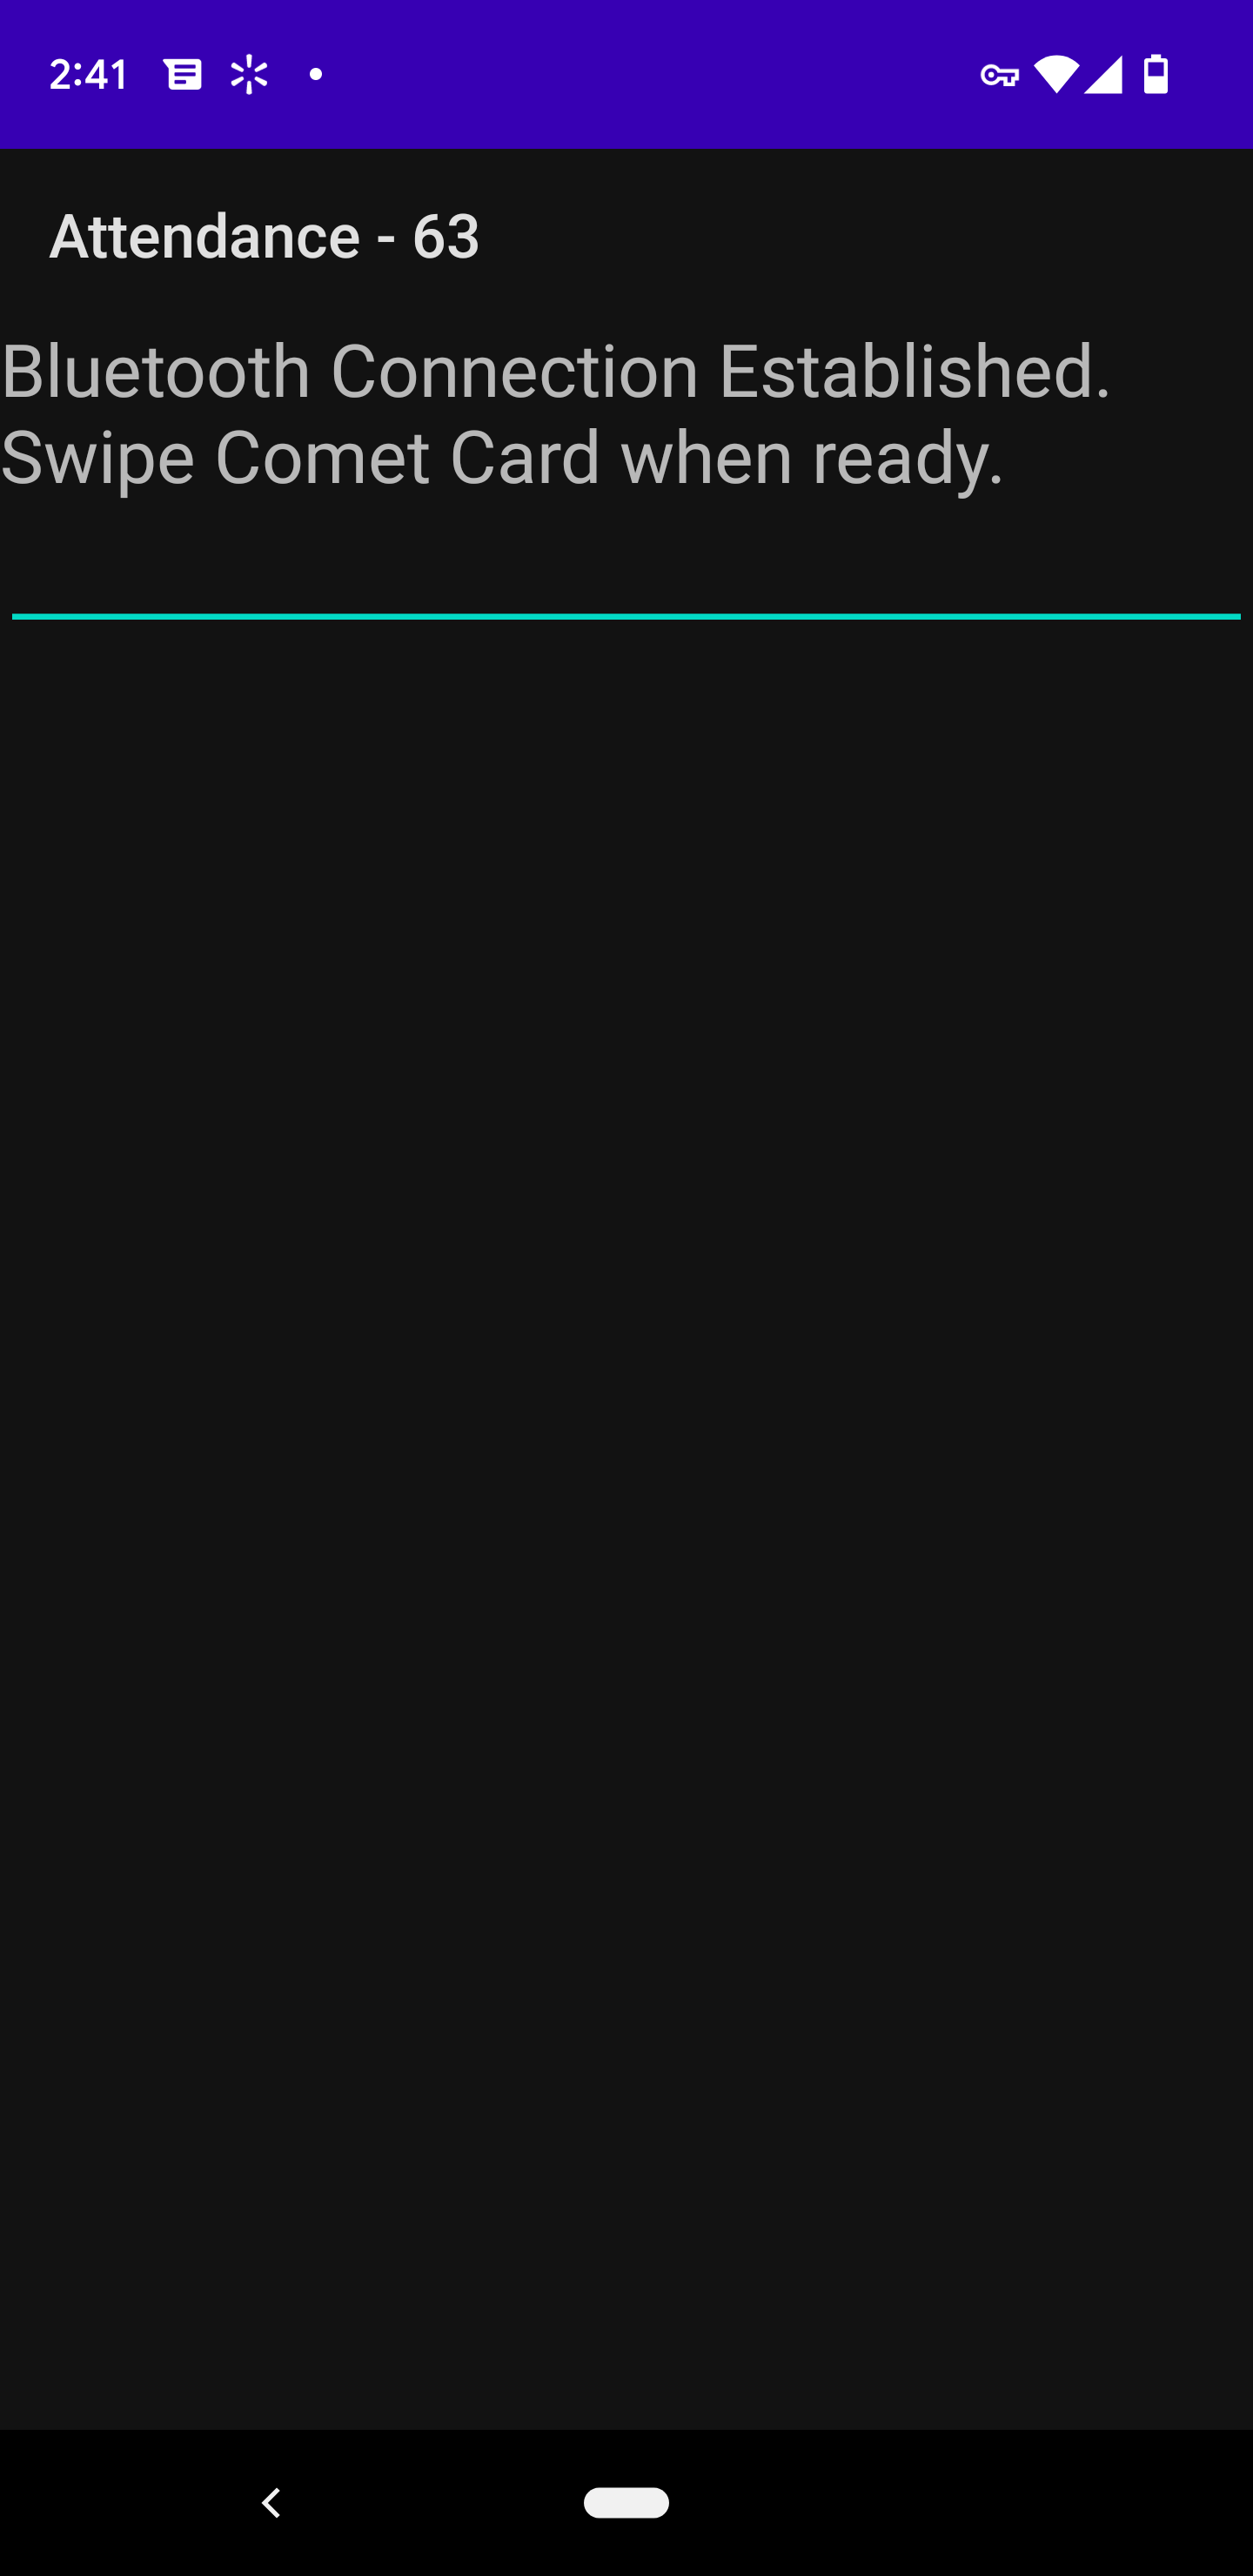 2:41
Attendance - 63
Bluetooth Connection Established.
Swipe Comet Card when ready.